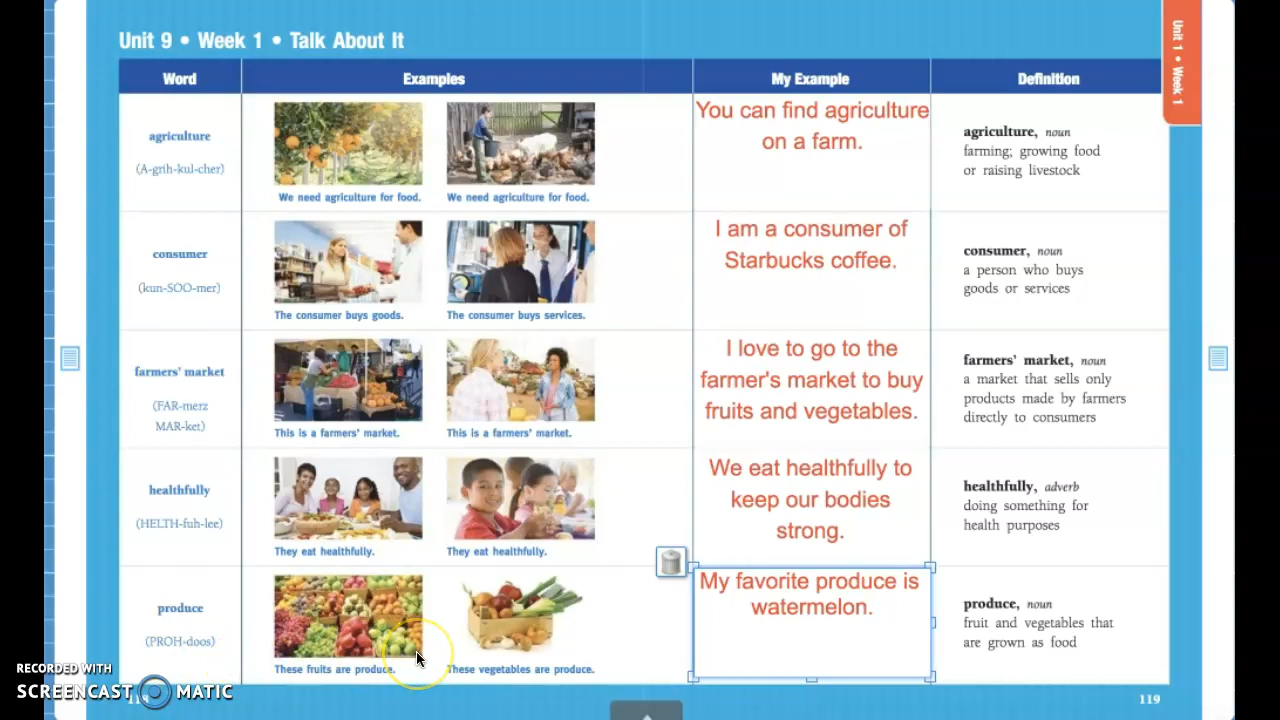 Unit 9 • Week 1 • Talk About It
Unit 1 • Week 1
Word
Examples
My Example
Definition
agriculture
(A-grih-kul-cher)
We need agriculture for food.
We need agriculture for food.
You can find agriculture
on a farm.
agriculture, noun
farming; growing food
or raising livestock
consumer
(kun-SOO-mer)
The consumer buys goods.
The consumer buys services.
I am a consumer of
Starbucks coffee.
consumer, noun
a person who buys
goods or services
farmers' market
(FAR-merz
MAR-ket)
This is a farmers' market.
This is a farmers' market.
I love to go to the
farmer's market to buy
fruits and vegetables.
farmers' market, noun
a market that sells only
products made by farmers
directly to consumers
healthfully
(HELTH-fuh-lee)
They eat healthfully.
They eat healthfully.
We eat healthfully to
keep our bodies
strong.
healthfully, adverb
doing something for
health purposes
produce
(PROH-doos)
These fruits are produce.
These vegetables are produce.
My favorite produce is
watermelon.
produce, noun
fruit and vegetables that
are grown as food
RECORDED WITH
SCREENCAST MATIC
119